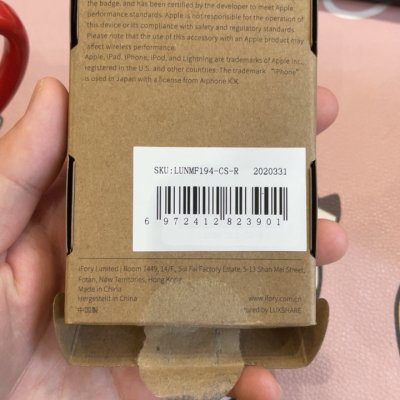 the badge, and has been certified by the developer to meet Apple
performance standards. Apple is not responsible for the operation of
this device or its compliance with safety and regulatory standards
Please note that the use of this accessory with an Apple product may
affect wireless performance.
Apple, iPad, iPhone, iPod, and Lightning are trademarks of Apple Inc.,
registered in the U.S. and other countries. The trademark "iPhone"
is used in Japan with a license from Aiphone K.K.
SKU:LUNMF194-CS-R 2020331
6 972412 823901
iFory Limited | Room 1449, 14/F., Sui Fai Factory Estate, 5-13 Shan Mei Street,
Fotan, New Territories, Hong Kong
Made in China
Hergestellt in China www.ifory.com.cn
中国製 tured by LUXSHARE